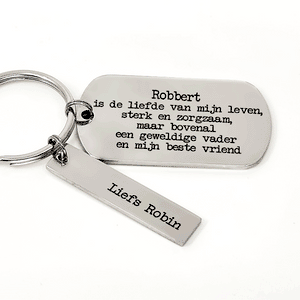 Robbert
is de liefde van mijn leven,
sterk en zorgzaam,
maar bovenal
een geweldige vader
en mijn beste vriend
Liefs Robin